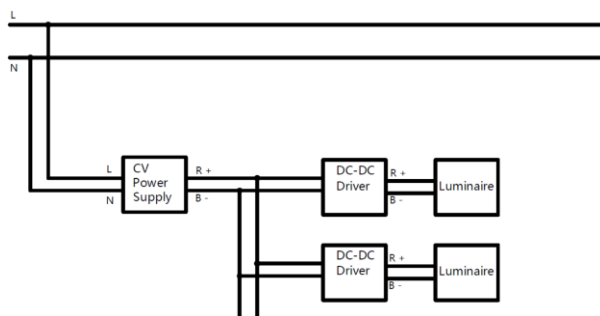 L
N
L
N
CV
Power
Supply
R +
B -
DC-DC
Driver
R +
B -
Luminaire
DC-DC
Driver
R +
B -
Luminaire